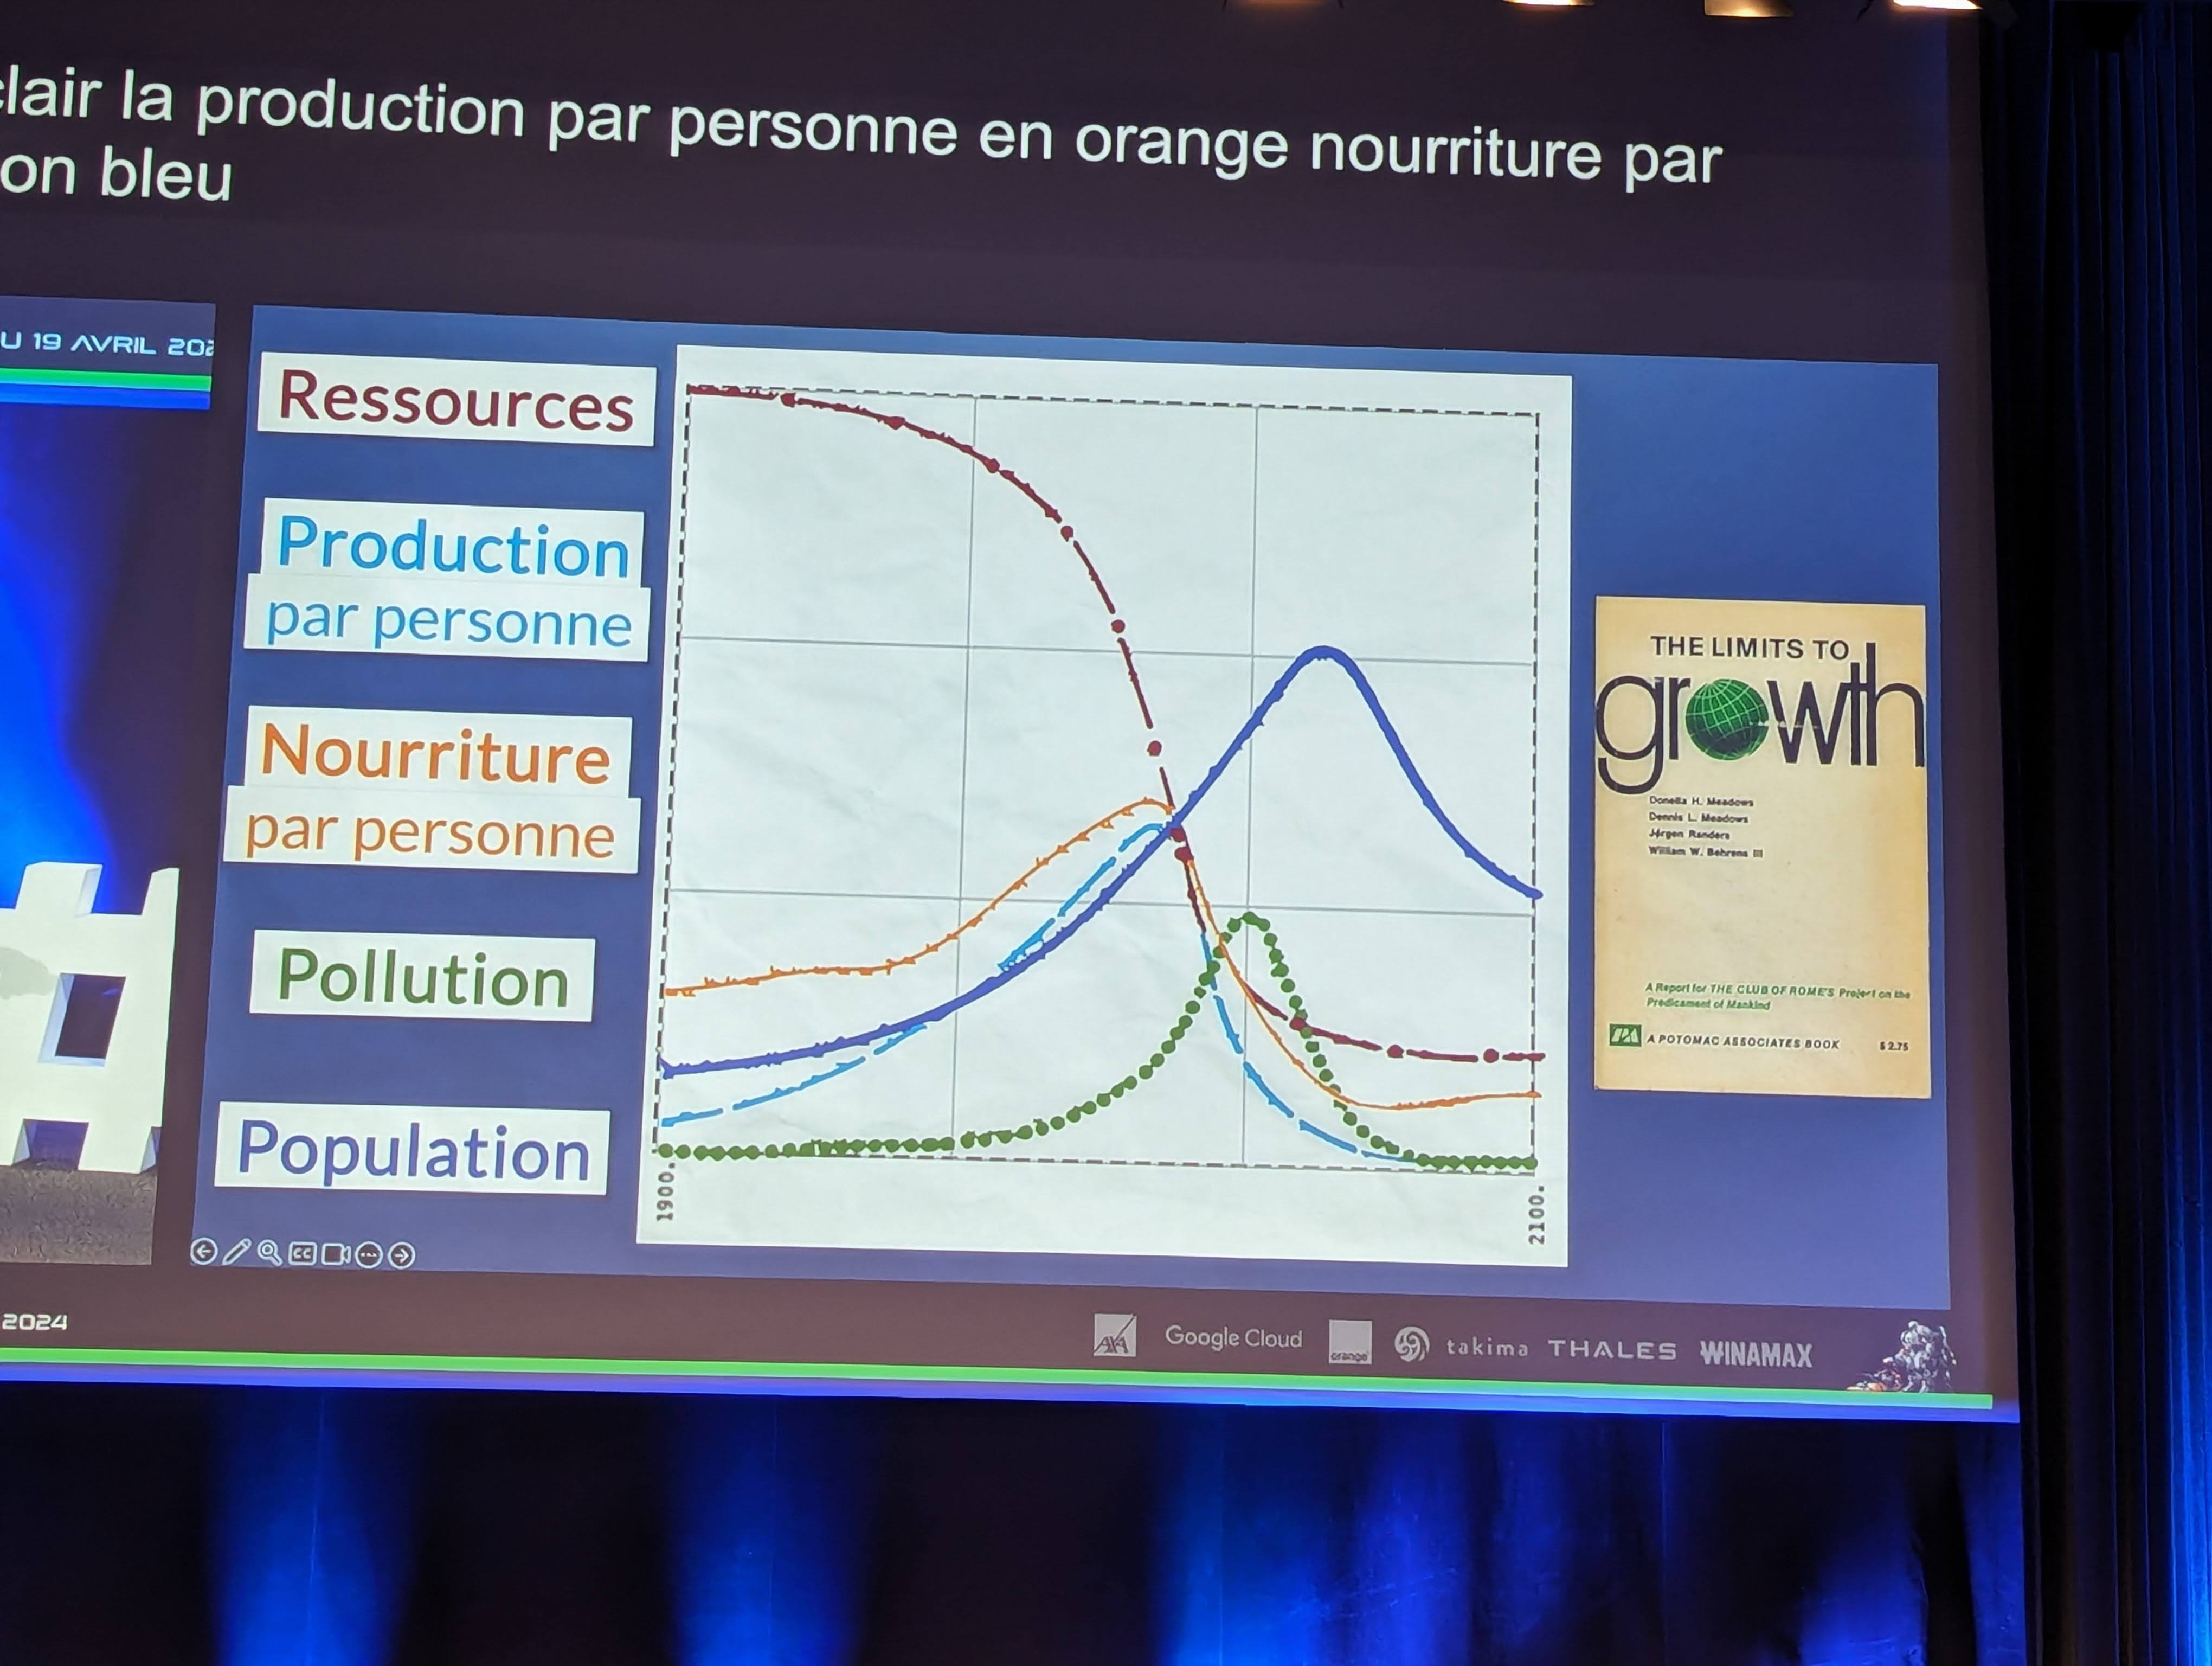 clair la production par personne en orange nourriture par
on bleu
U 19 AVRIL 202
Ressources
Production
par personne
Nourriture
par personne
Pollution
Population
1900.
2100.
THE LIMITS TO
growth
Donella H. Meadows
Dennis L. Meadows
Jørgen Randers
William W. Behrens III
A Report for THE CLUB OF ROME'S Project on the
Predicament of Mankind
A POTOMAC ASSOCIATES BOOK
$2.75
CC
2024
AXA
Google Cloud
orange
takima
THALES
WINAMAX